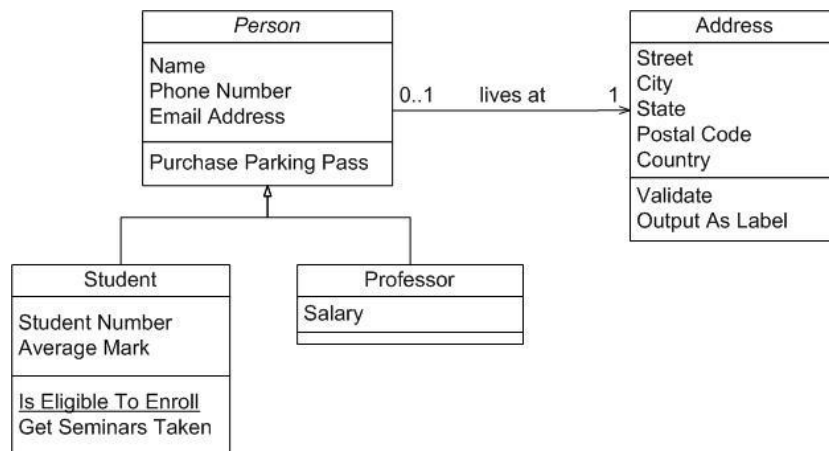 Person
Name
Phone Number
Email Address
Purchase Parking Pass
0..1 lives at 1
Address
Street
City
State
Postal Code
Country
Validate
Output As Label
Student
Student Number
Average Mark
Is Eligible To Enroll
Get Seminars Taken
Professor
Salary